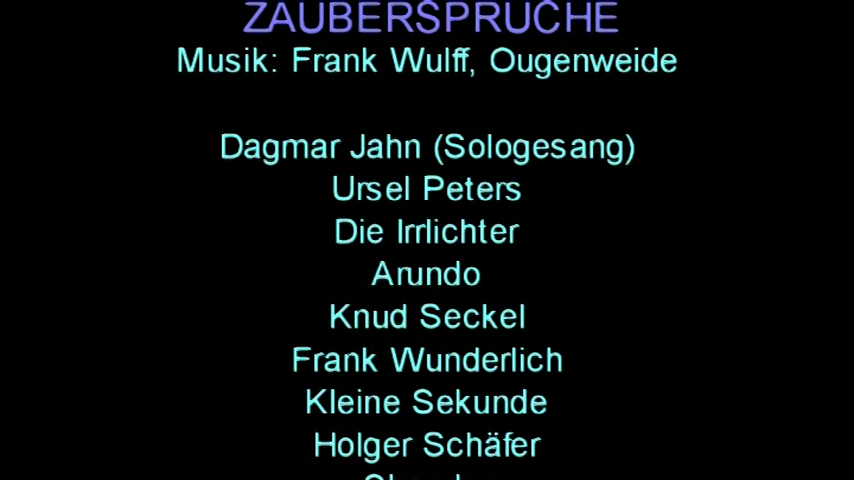 ZAUBERSPRÜCHE
Musik: Frank Wulff, Ougenweide
Dagmar Jahn (Sologesang)
Ursel Peters
Die Irrlichter
Arundo
Knud Seckel
Frank Wunderlich
Kleine Sekunde
Holger Schäfer